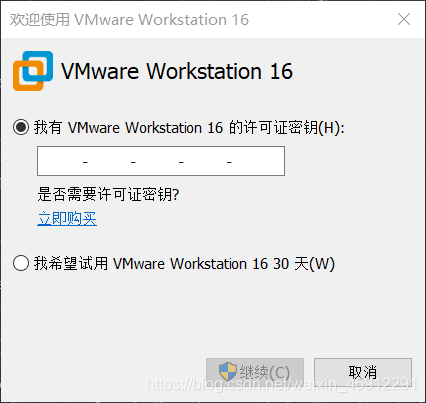 欢迎使用 VMware Workstation 16
VMware Workstation 16
我有 VMware Workstation 16 的许可证密钥(H):
- - - -
是否需要许可证密钥?
立即购买
我希望试用 VMware Workstation 16 30 天(W)
继续(C) 取消
https://blog.csdn.net/weixin_45912291